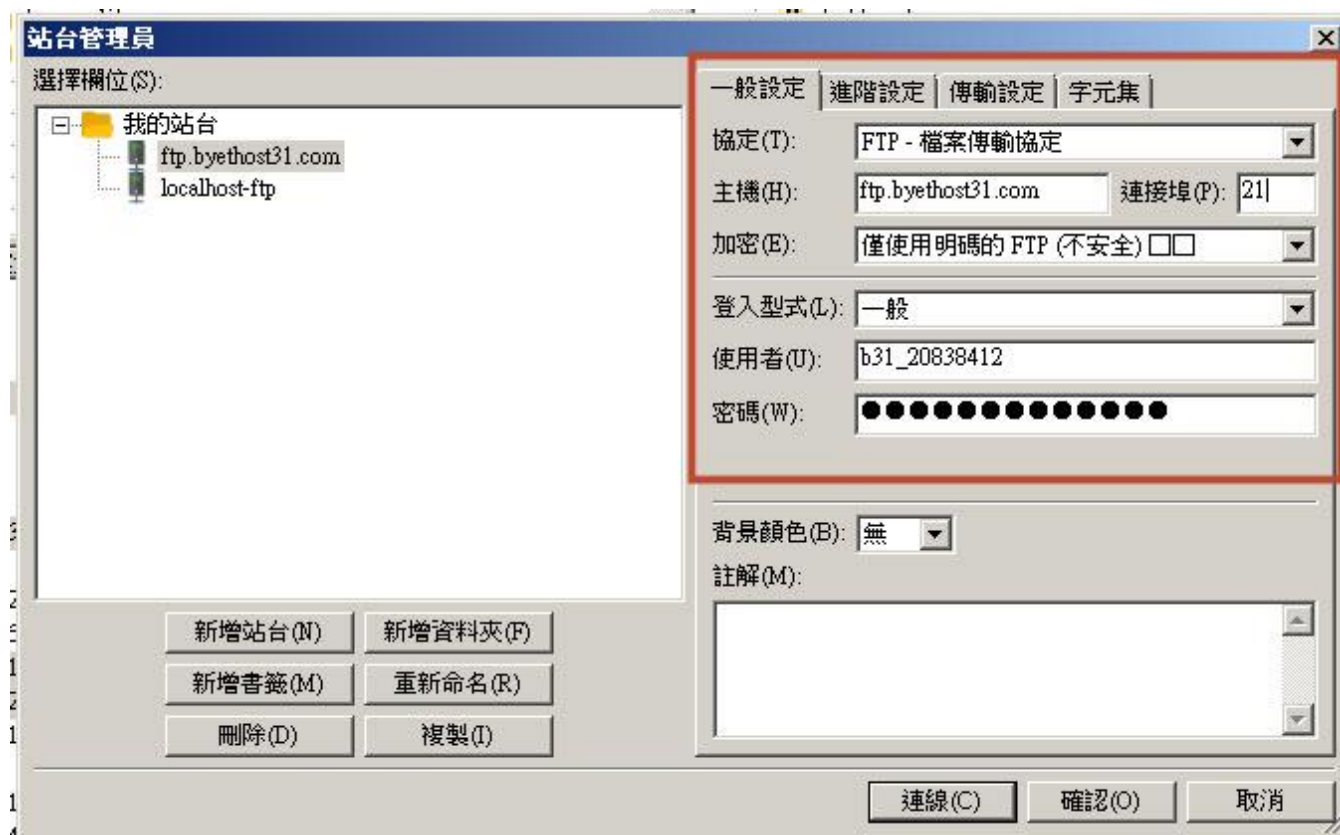 站台管理員
選擇欄位(S):
我的站台
ftp.byethost31.com
localhost-ftp
新增站台(N) 新增資料夾(F)
新增書籤(M) 重新命名(R)
刪除(D) 複製(I)
一般設定 進階設定 傳輸設定 字元集
協定(T): FTP - 檔案傳輸協定
主機(H): ftp.byethost31.com 連接埠(P): 21
加密(E): 僅使用明碼的 FTP (不安全) □□
登入型式(L): 一般
使用者(U): b31_20838412
密碼(W): ●●●●●●●●●●●●●
背景顏色(B): 無
註解(M):
連線(C) 確認(O) 取消